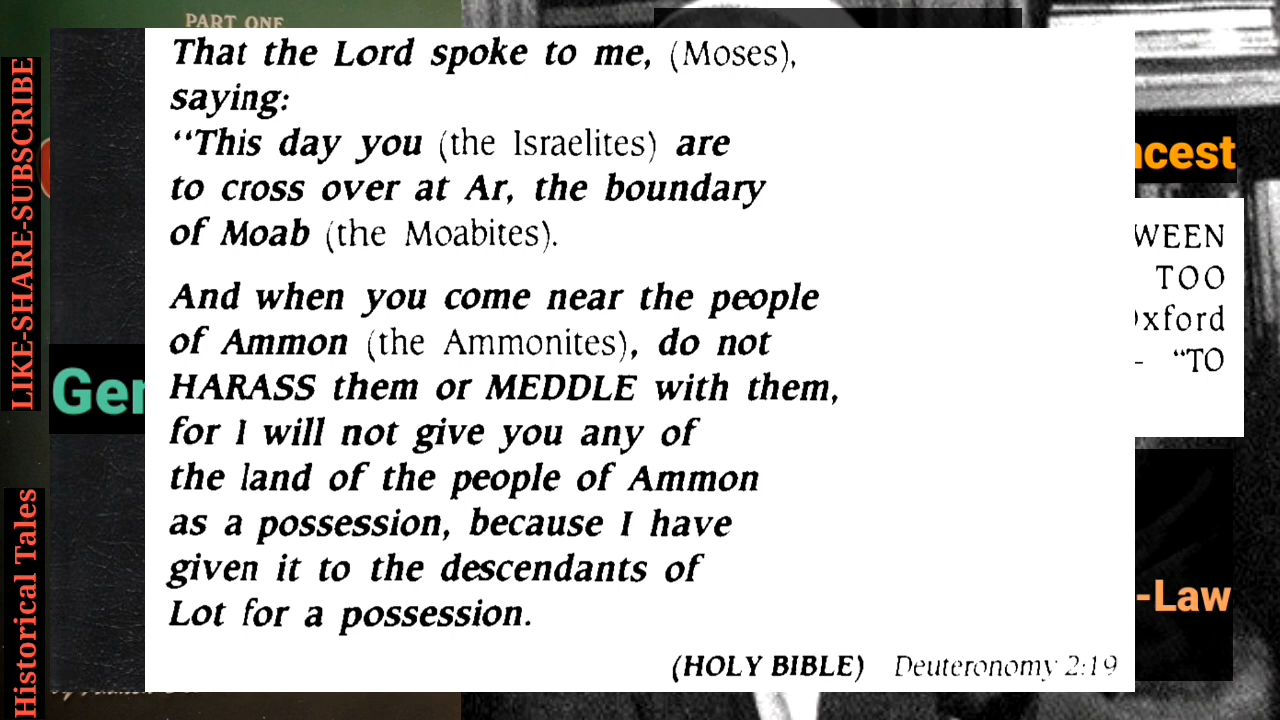 PART ONE
LIKE-SHARE-SUBSCRIBE
Historical Tales
That the Lord spoke to me, (Moses),
saying:
“This day you (the Israelites) are
to cross over at Ar, the boundary
of Moab (the Moabites).
And when you come near the people
of Ammon (the Ammonites), do not
HARASS them or MEDDLE with them,
for I will not give you any of
the land of the people of Ammon
as a possession, because I have
given it to the descendants of
Lot for a possession.
(HOLY BIBLE) Deuteronomy 2:19
Ger
ncest
WEEN
TOO
Oxford
- “TO
-Law